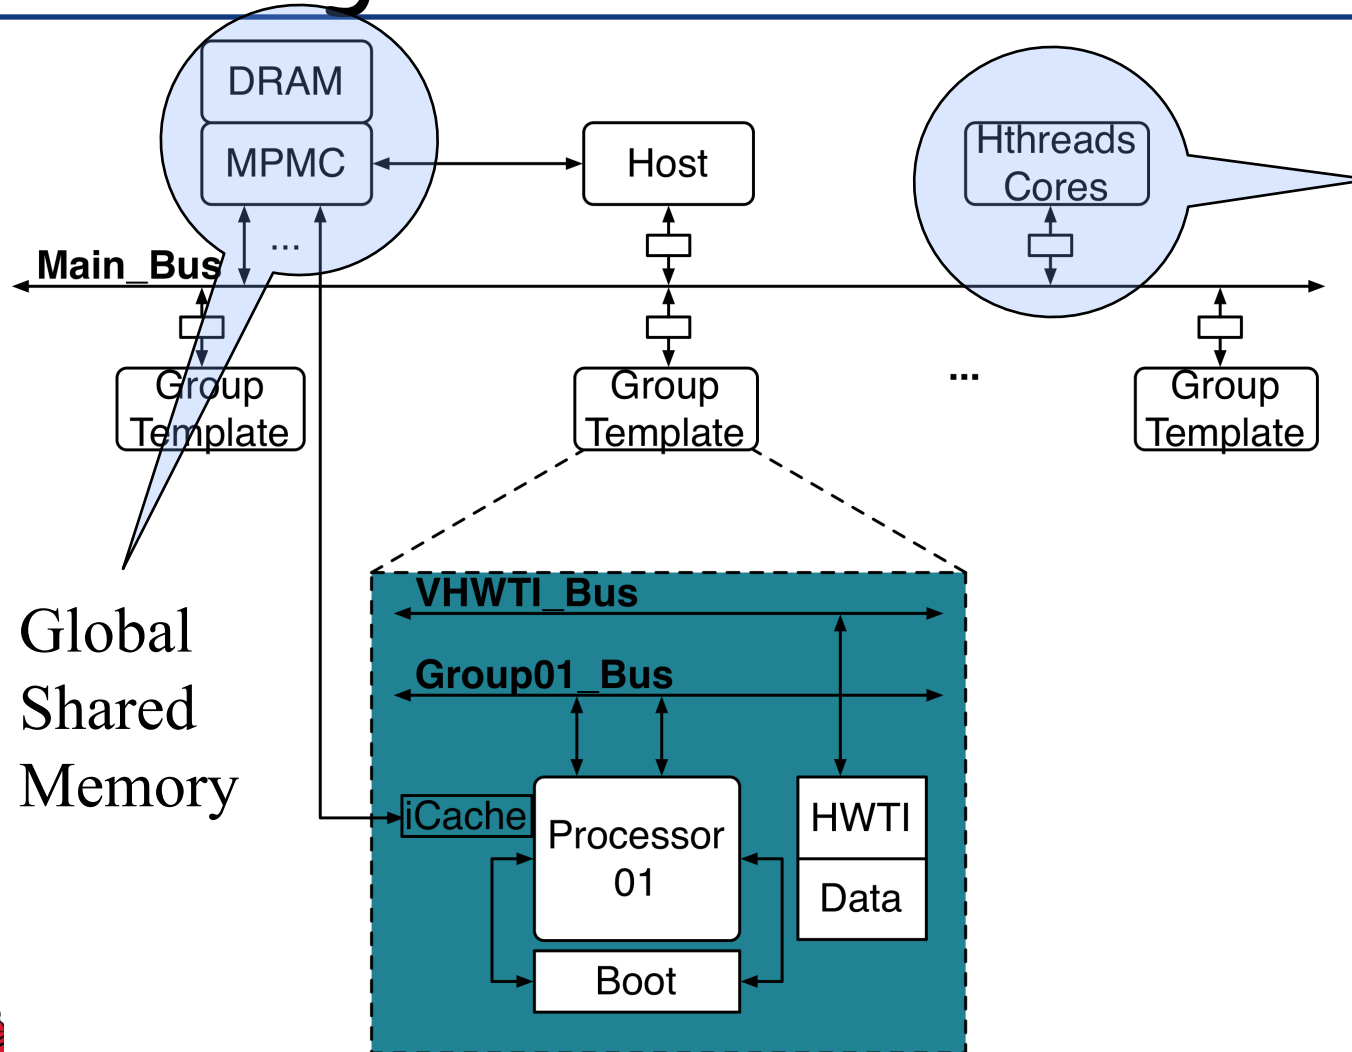 DRAM
MPMC
Host
Hthreads
Cores
...
Main_Bus
Group
Template
Group
Template
...
Group
Template
Global
Shared
Memory
VHWTI_Bus
Group01_Bus
iCache
Processor
01
HWTI
Data
Boot